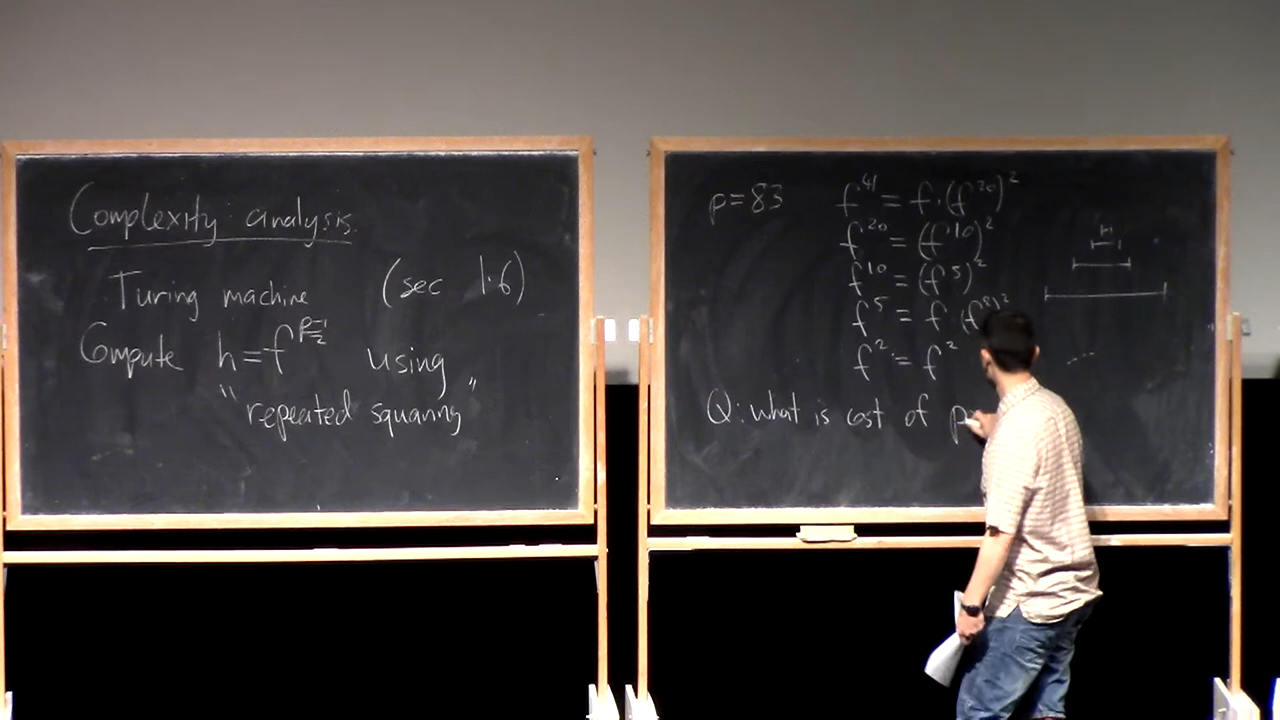 Complexity analysis.
Turing machine (sec 1.6)
Compute h = f^{\frac{p-1}{2}} using
"repeated squaring"
p=83 f^{41} = f·(f^{20})^2
f^{20} = (f^{10})^2
f^{10} = (f^5)^2
f^5 = f·(f^2)^2
f^2 = f^2
Q: what is cost of